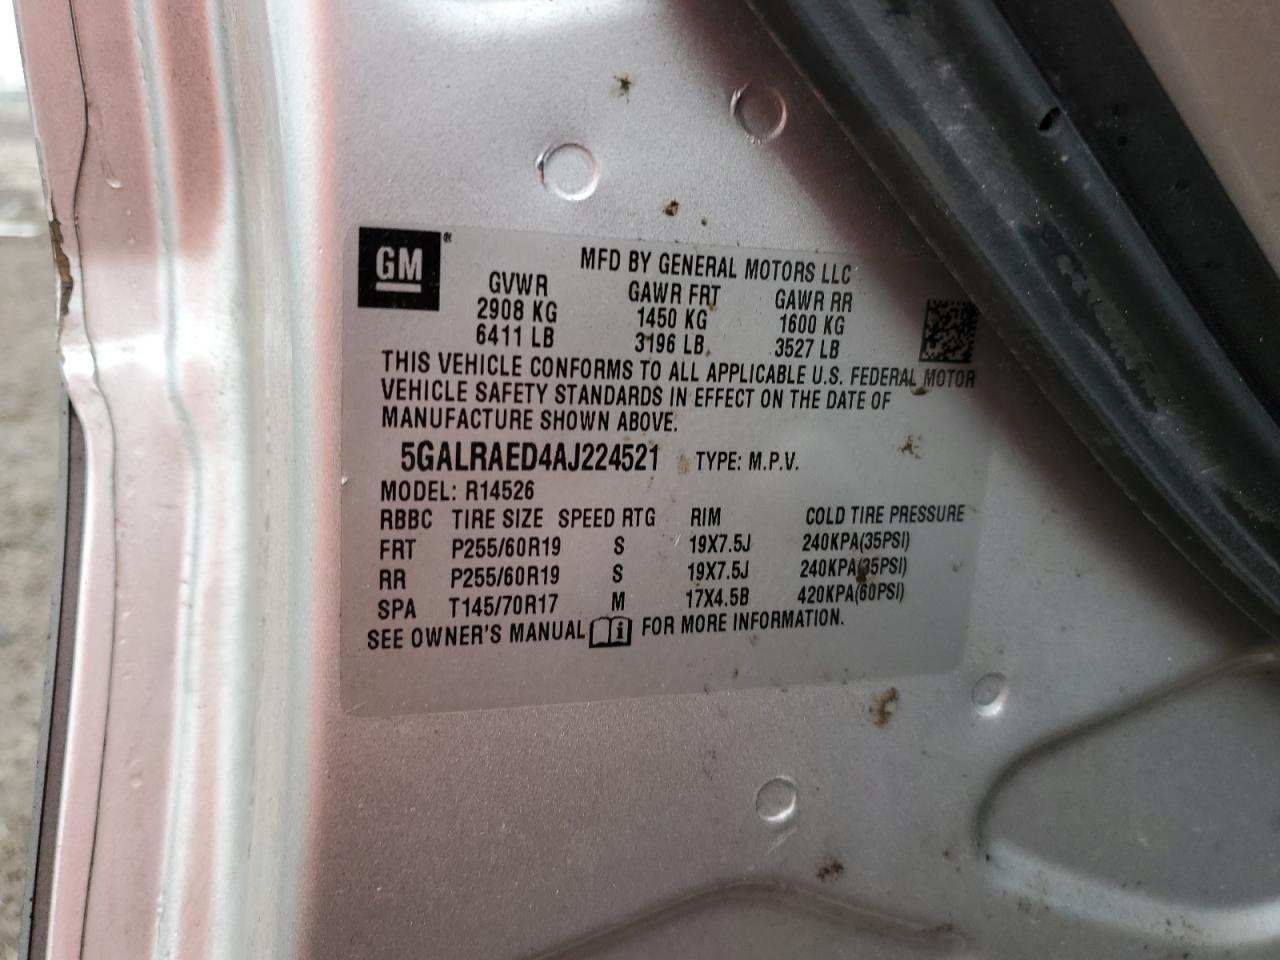 GM®
MFD BY GENERAL MOTORS LLC
GVWR GAWR FRT GAWR RR
2908 KG 1450 KG 1600 KG
6411 LB 3196 LB 3527 LB
THIS VEHICLE CONFORMS TO ALL APPLICABLE U.S. FEDERAL MOTOR
VEHICLE SAFETY STANDARDS IN EFFECT ON THE DATE OF
MANUFACTURE SHOWN ABOVE.
5GALRAED4AJ224521 TYPE: M.P.V.
MODEL: R14526
RBBC TIRE SIZE SPEED RTG RIM COLD TIRE PRESSURE
FRT P255/60R19 S 19X7.5J 240KPA(35PSI)
RR P255/60R19 S 19X7.5J 240KPA(35PSI)
SPA T145/70R17 M 17X4.5B 420KPA(60PSI)
SEE OWNER'S MANUAL i FOR MORE INFORMATION.